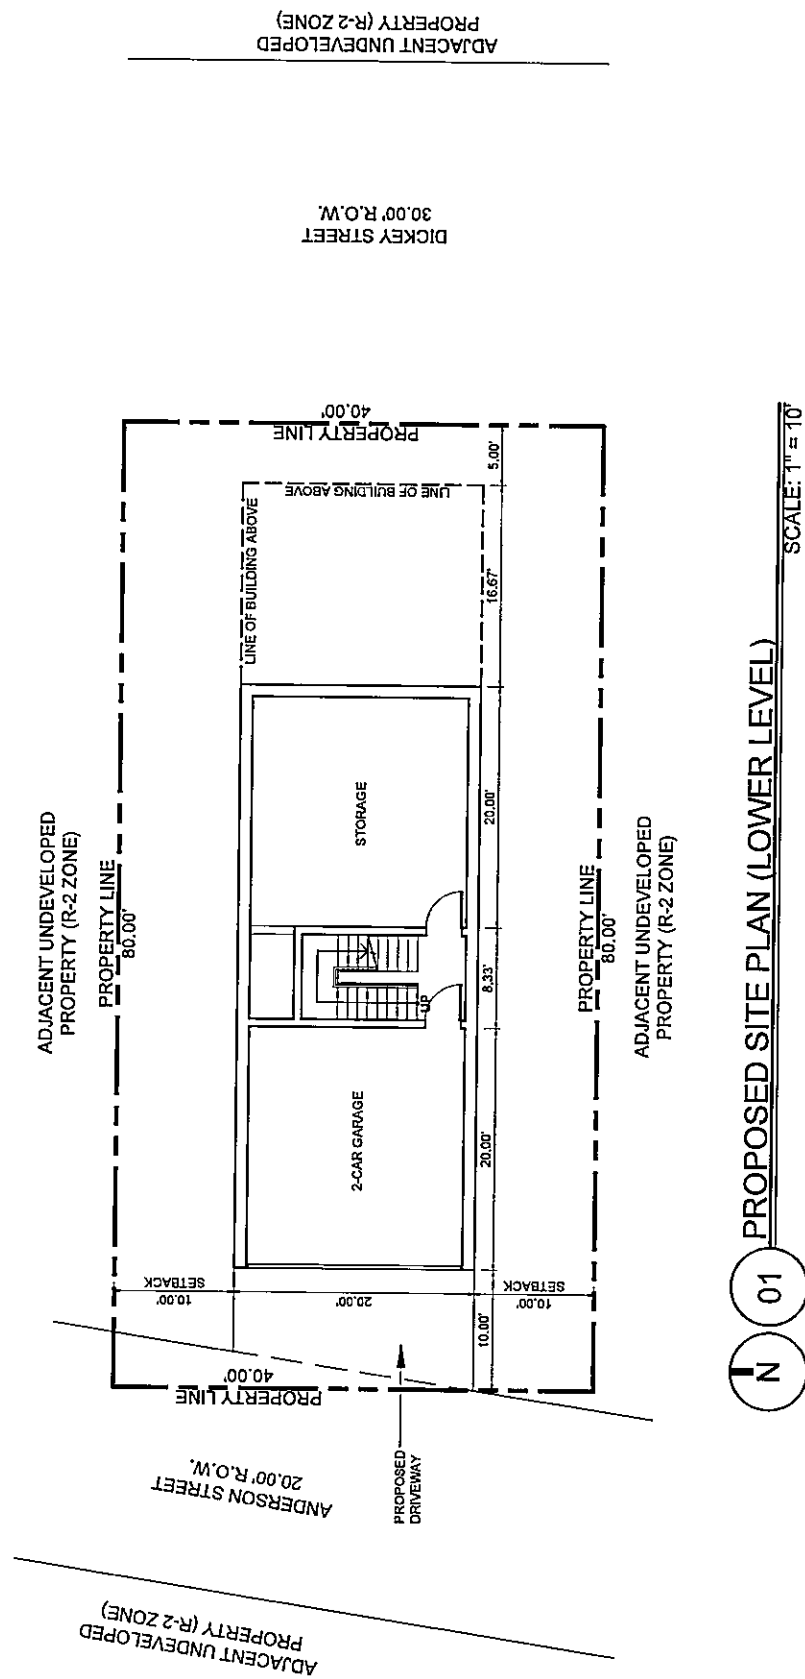 ADJACENT UNDEVELOPED
PROPERTY (R-2 ZONE)
DICKEY STREET
30.00' R.O.W.
40.00'
PROPERTY LINE
5.00'
LINE OF BUILDING ABOVE
LINE OF BUILDING ABOVE
16.67'
ADJACENT UNDEVELOPED
PROPERTY (R-2 ZONE)
PROPERTY LINE
80.00'
STORAGE
20.00'
8.33'
UP
2-CAR GARAGE
20.00'
PROPERTY LINE
80.00'
ADJACENT UNDEVELOPED
PROPERTY (R-2 ZONE)
SETBACK
10.00'
20.00'
SETBACK
10.00'
10.00'
40.00'
PROPERTY LINE
ANDERSON STREET
20.00' R.O.W.
PROPOSED
DRIVEWAY
ADJACENT UNDEVELOPED
PROPERTY (R-2 ZONE)
N
01
PROPOSED SITE PLAN (LOWER LEVEL)
SCALE: 1" = 10'